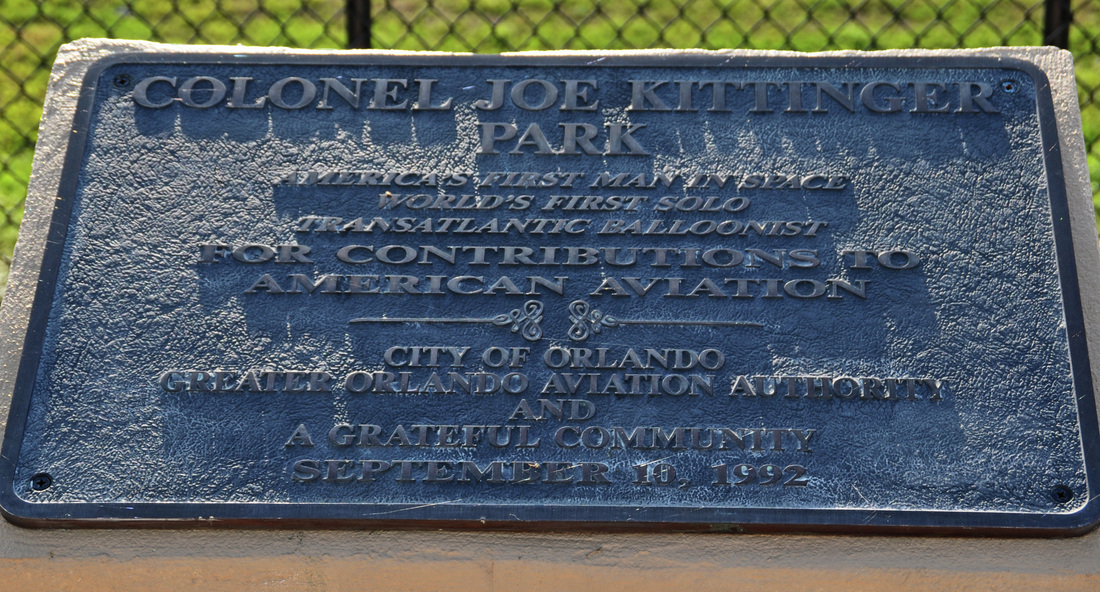 COLONEL JOE KITTINGER
PARK
AMERICA'S FIRST MAN IN SPACE
WORLD'S FIRST SOLO
TRANSATLANTIC BALLOONIST
FOR CONTRIBUTIONS TO
AMERICAN AVIATION
CITY OF ORLANDO
GREATER ORLANDO AVIATION AUTHORITY
AND
A GRATEFUL COMMUNITY
SEPTEMBER 10, 1992